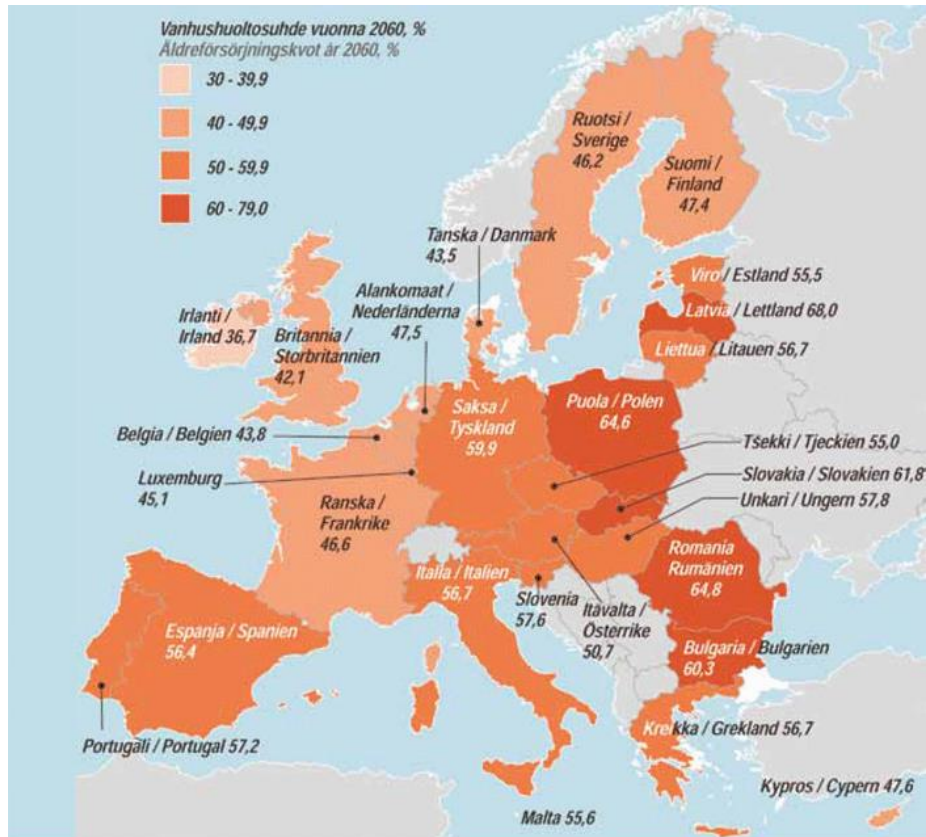 Vanhushuoltosuhde vuonna 2060, %
Äldreförsörjningskvot år 2060, %
30 - 39,9
40 - 49,9
50 - 59,9
60 - 79,0
Ruotsi /
Sverige
46,2
Suomi /
Finland
47,4
Tanska / Danmark
43,5
Viro / Estland 55,5
Alankomaat /
Nederländerna
47,5
Latvia / Lettland 68,0
Irlanti /
Irland 36,7
Britannia /
Storbritannien
42,1
Liettua / Litauen 56,7
Saksa /
Tyskland
59,9
Puola / Polen
64,6
Belgia / Belgien 43,8
Tsekki / Tjeckien 55,0
Luxemburg
45,1
Slovakia / Slovakien 61,8
Unkari / Ungern 57,8
Ranska /
Frankrike
46,6
Romania
Rumänien
64,8
Italia / Italien
56,7
Slovenia
57,6
Itävalta /
Österrike
50,7
Espanja / Spanien
56,4
Bulgaria / Bulgarien
60,3
Kreikka / Grekland 56,7
Portugali / Portugal 57,2
Kypros / Cypern 47,6
Malta 55,6